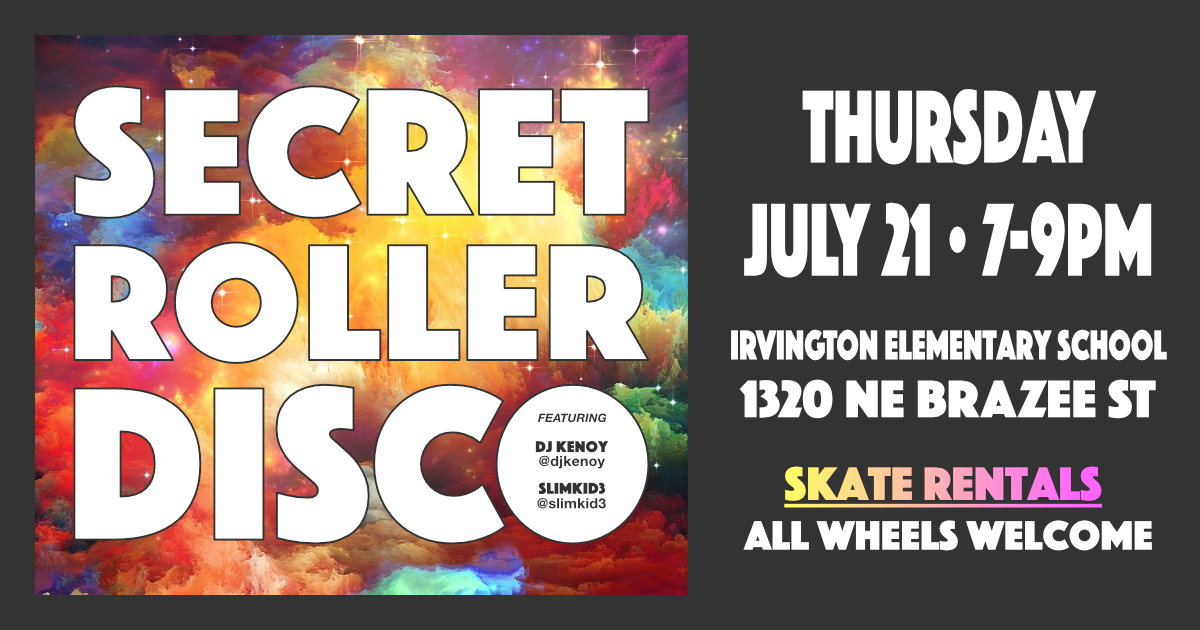 SECRET
ROLLER
DISCO
FEATURING
DJ KENOY
@djkenoy
SLIMKID3
@slimkid3
THURSDAY
JULY 21 • 7-9PM
IRVINGTON ELEMENTARY SCHOOL
1320 NE BRAZEE ST
SKATE RENTALS
ALL WHEELS WELCOME